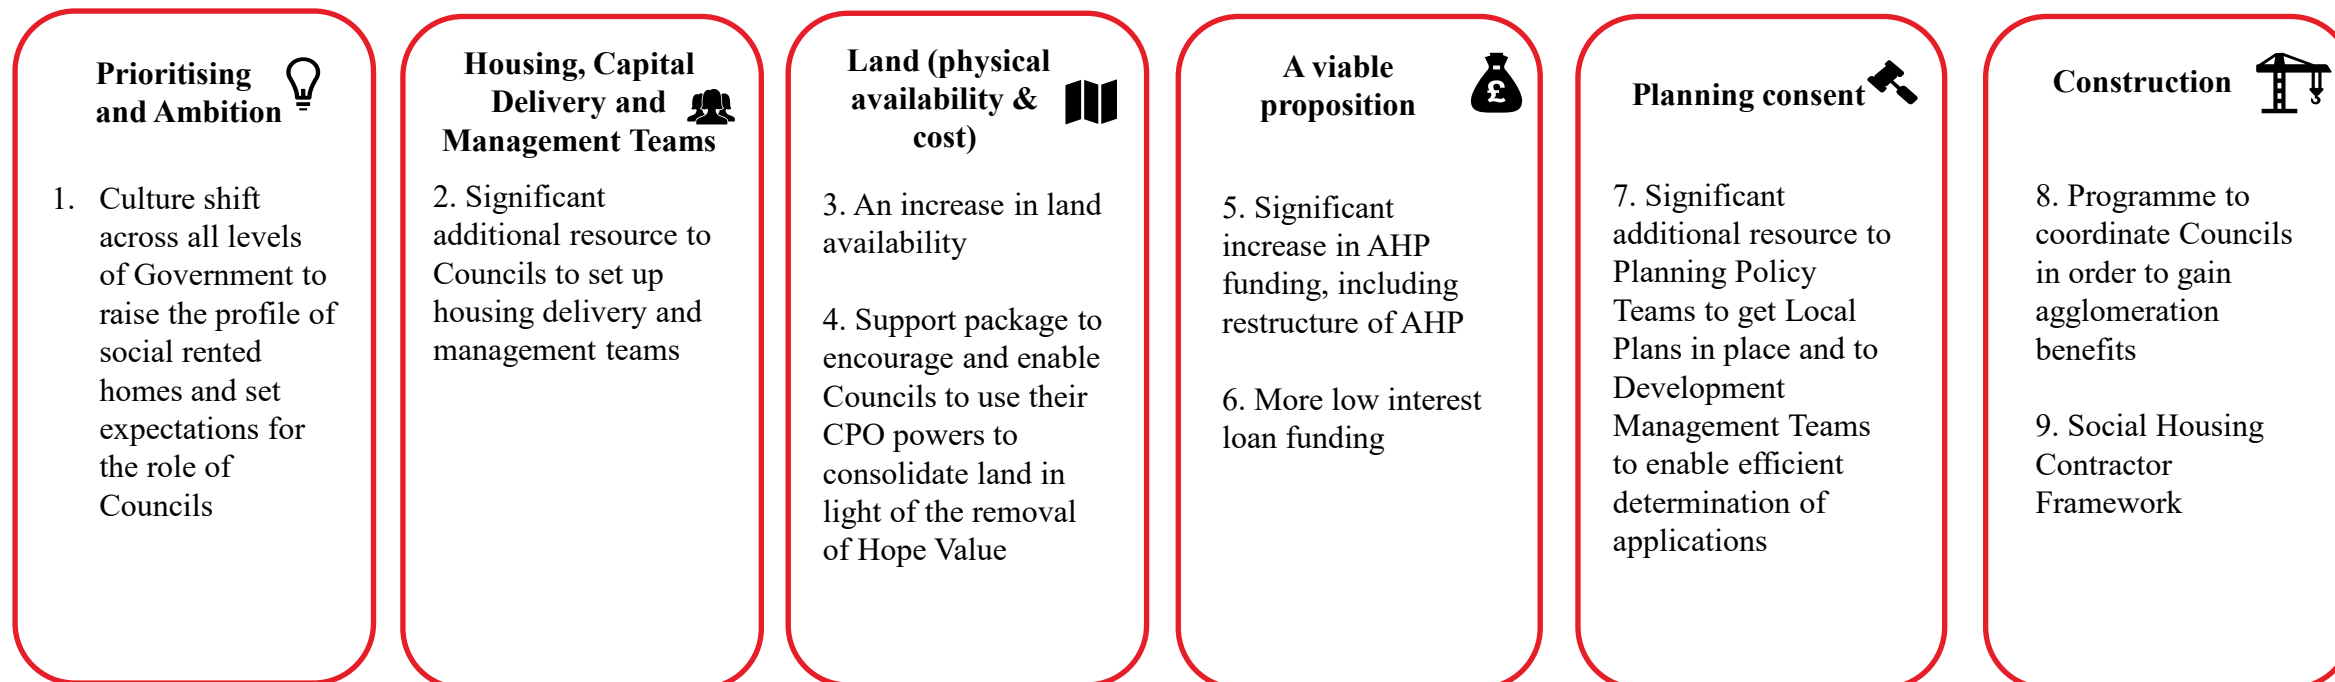 Prioritising
and Ambition
1. Culture shift
across all levels
of Government to
raise the profile of
social rented
homes and set
expectations for
the role of
Councils
Housing, Capital
Delivery and
Management Teams
2. Significant
additional resource to
Councils to set up
housing delivery and
management teams
Land (physical
availability &
cost)
3. An increase in land
availability
4. Support package to
encourage and enable
Councils to use their
CPO powers to
consolidate land in
light of the removal
of Hope Value
A viable
proposition
£
5. Significant
increase in AHP
funding, including
restructure of AHP
6. More low interest
loan funding
Planning consent
7. Significant
additional resource to
Planning Policy
Teams to get Local
Plans in place and to
Development
Management Teams
to enable efficient
determination of
applications
Construction
8. Programme to
coordinate Councils
in order to gain
agglomeration
benefits
9. Social Housing
Contractor
Framework